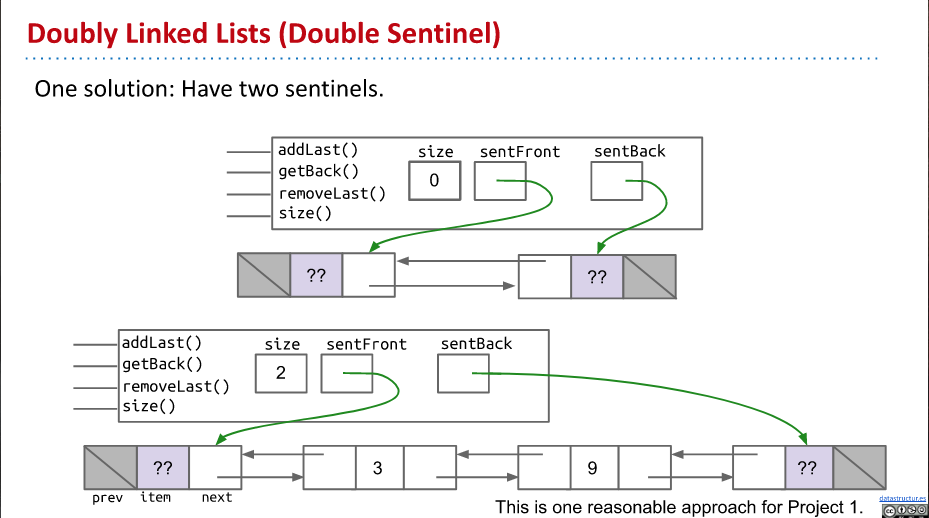 Doubly Linked Lists (Double Sentinel)
One solution: Have two sentinels.
addLast() size sentFront sentBack
getBack()
0
removeLast()
size()
?? ??
addLast() size sentFront sentBack
getBack()
2
removeLast()
size()
?? 3 9 ??
prev item next
This is one reasonable approach for Project 1.
datastructur.es